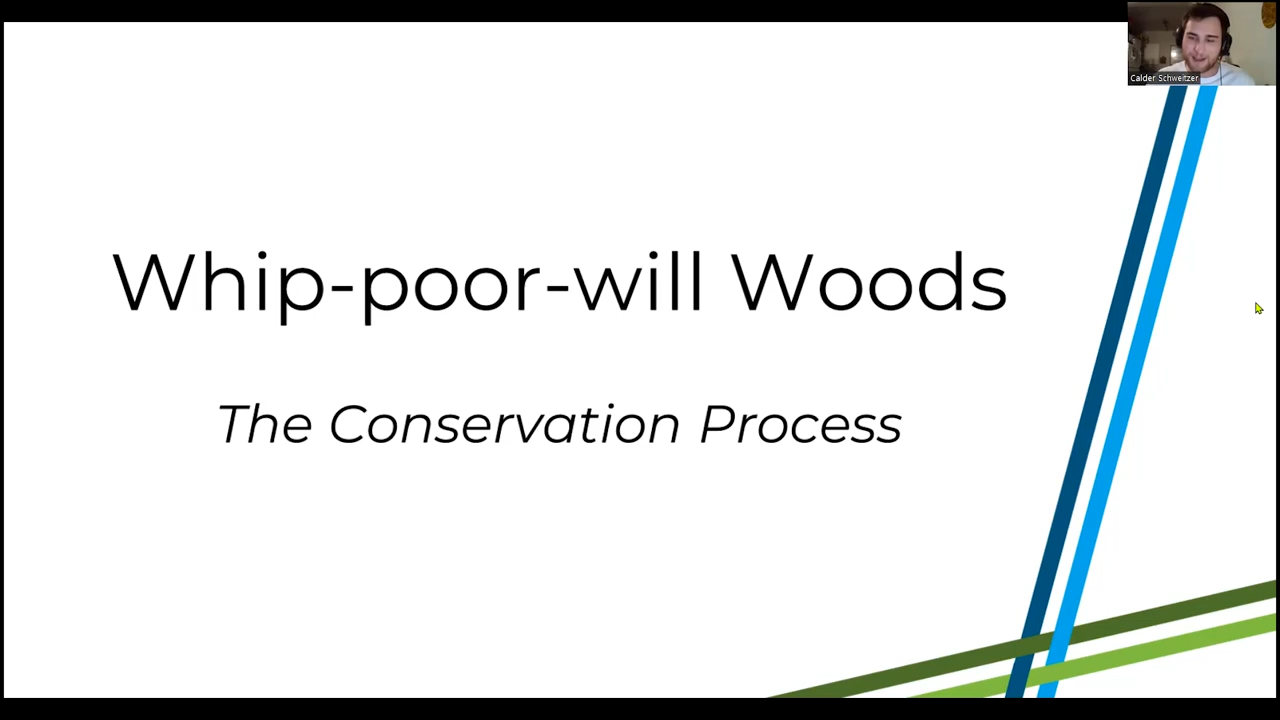 Calder Schweitzer
Whip-poor-will Woods
The Conservation Process